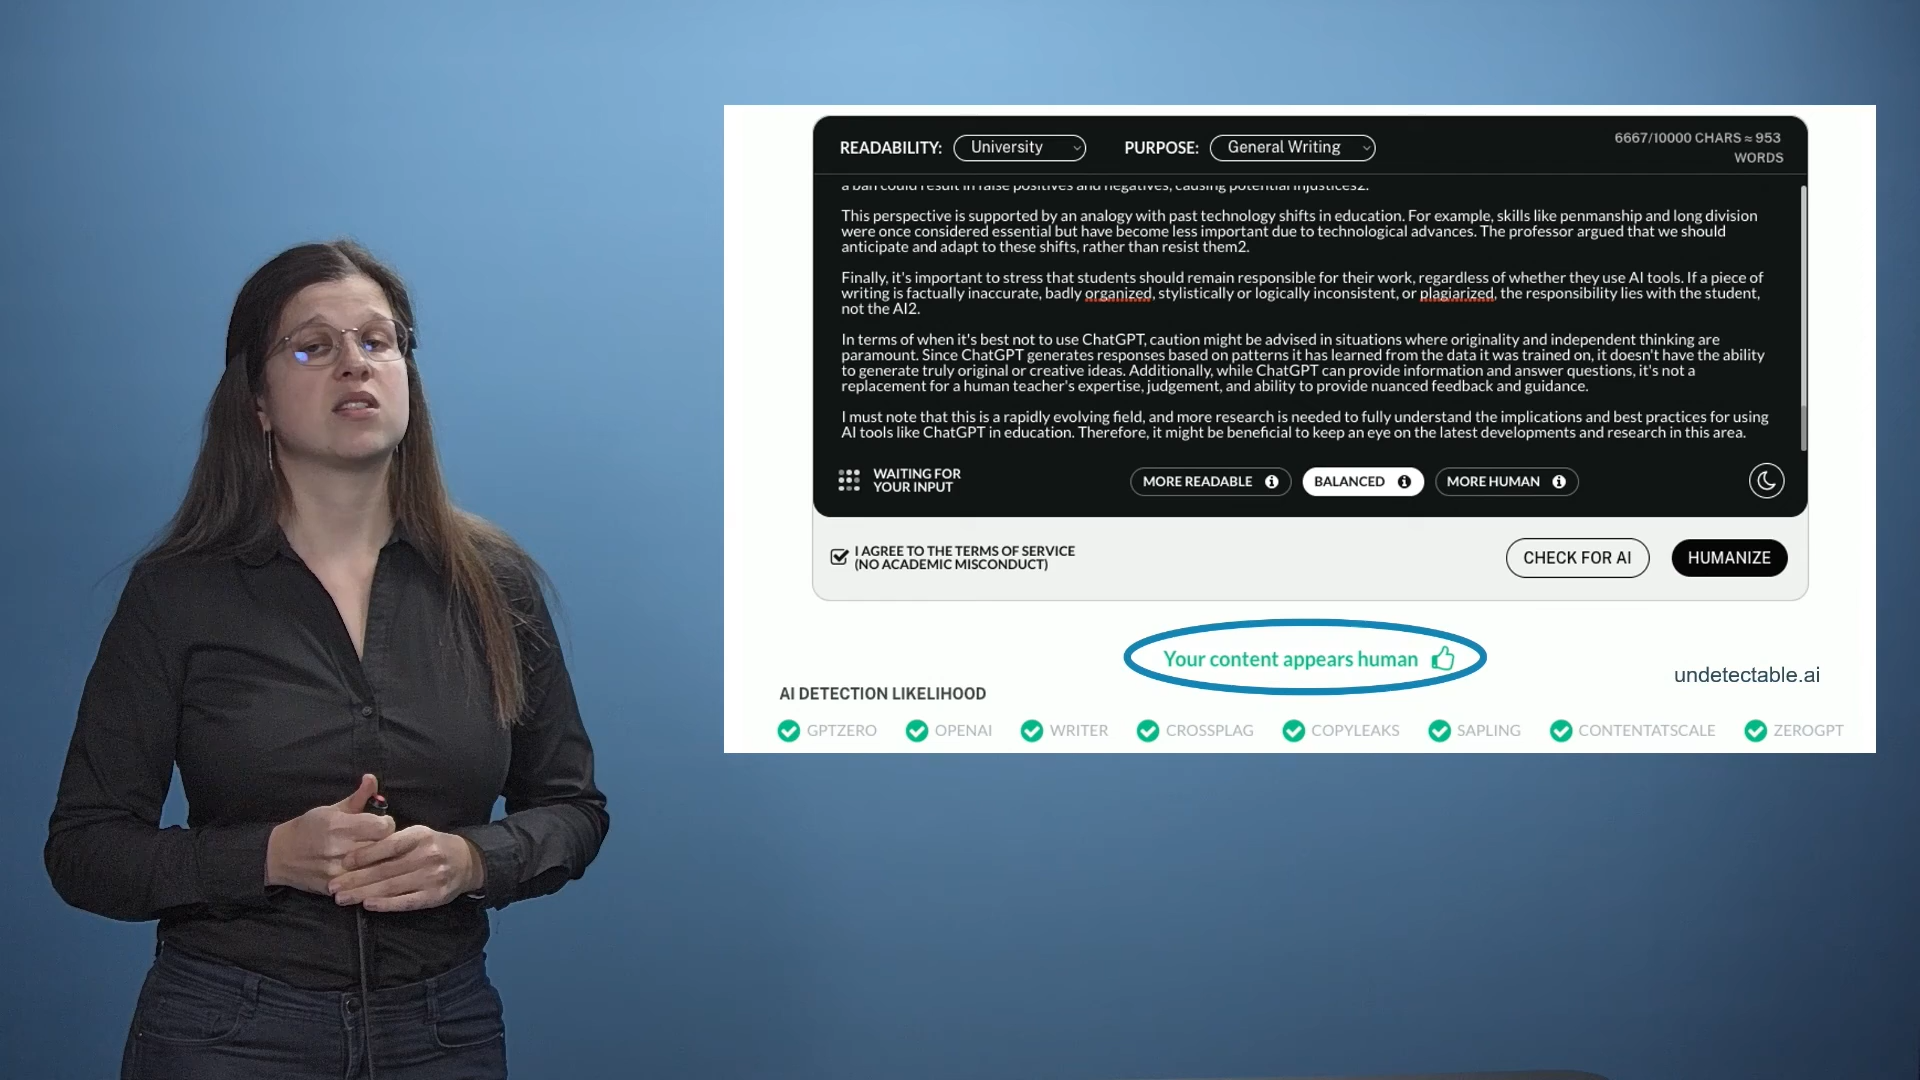 READABILITY: University PURPOSE: General Writing 6667/10000 CHARS ≈ 953
WORDS
a ban could result in false positives and negatives, causing potential injustices2.
This perspective is supported by an analogy with past technology shifts in education. For example, skills like penmanship and long division
were once considered essential but have become less important due to technological advances. The professor argued that we should
anticipate and adapt to these shifts, rather than resist them2.
Finally, it's important to stress that students should remain responsible for their work, regardless of whether they use AI tools. If a piece of
writing is factually inaccurate, badly organized, stylistically or logically inconsistent, or plagiarized, the responsibility lies with the student,
not the AI2.
In terms of when it's best not to use ChatGPT, caution might be advised in situations where originality and independent thinking are
paramount. Since ChatGPT generates responses based on patterns it has learned from the data it was trained on, it doesn't have the ability
to generate truly original or creative ideas. Additionally, while ChatGPT can provide information and answer questions, it's not a
replacement for a human teacher's expertise, judgement, and ability to provide nuanced feedback and guidance.
I must note that this is a rapidly evolving field, and more research is needed to fully understand the implications and best practices for using
AI tools like ChatGPT in education. Therefore, it might be beneficial to keep an eye on the latest developments and research in this area.
WAITING FOR
YOUR INPUT
MORE READABLE BALANCED MORE HUMAN
I AGREE TO THE TERMS OF SERVICE
(NO ACADEMIC MISCONDUCT)
CHECK FOR AI HUMANIZE
Your content appears human
undetectable.ai
AI DETECTION LIKELIHOOD
GPTZERO OPENAI WRITER CROSSPLAG COPYLEAKS SAPLING CONTENTATSCALE ZEROGPT